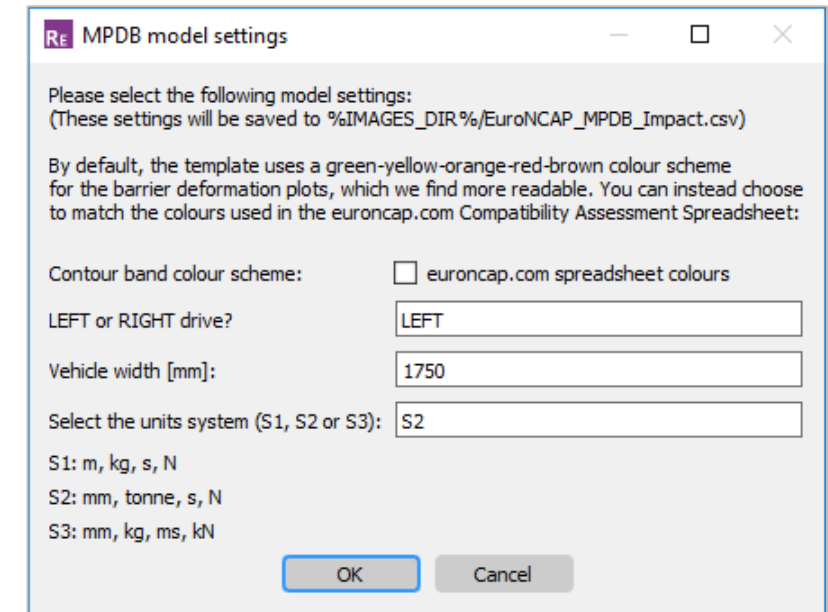 RE MPDB model settings
Please select the following model settings:
(These settings will be saved to %IMAGES_DIR%/EuroNCAP_MPDB_Impact.csv)
By default, the template uses a green-yellow-orange-red-brown colour scheme
for the barrier deformation plots, which we find more readable. You can instead choose
to match the colours used in the euroncap.com Compatibility Assessment Spreadsheet:
Contour band colour scheme: euroncap.com spreadsheet colours
LEFT or RIGHT drive? LEFT
Vehicle width [mm]: 1750
Select the units system (S1, S2 or S3): S2
S1: m, kg, s, N
S2: mm, tonne, s, N
S3: mm, kg, ms, kN
OK Cancel